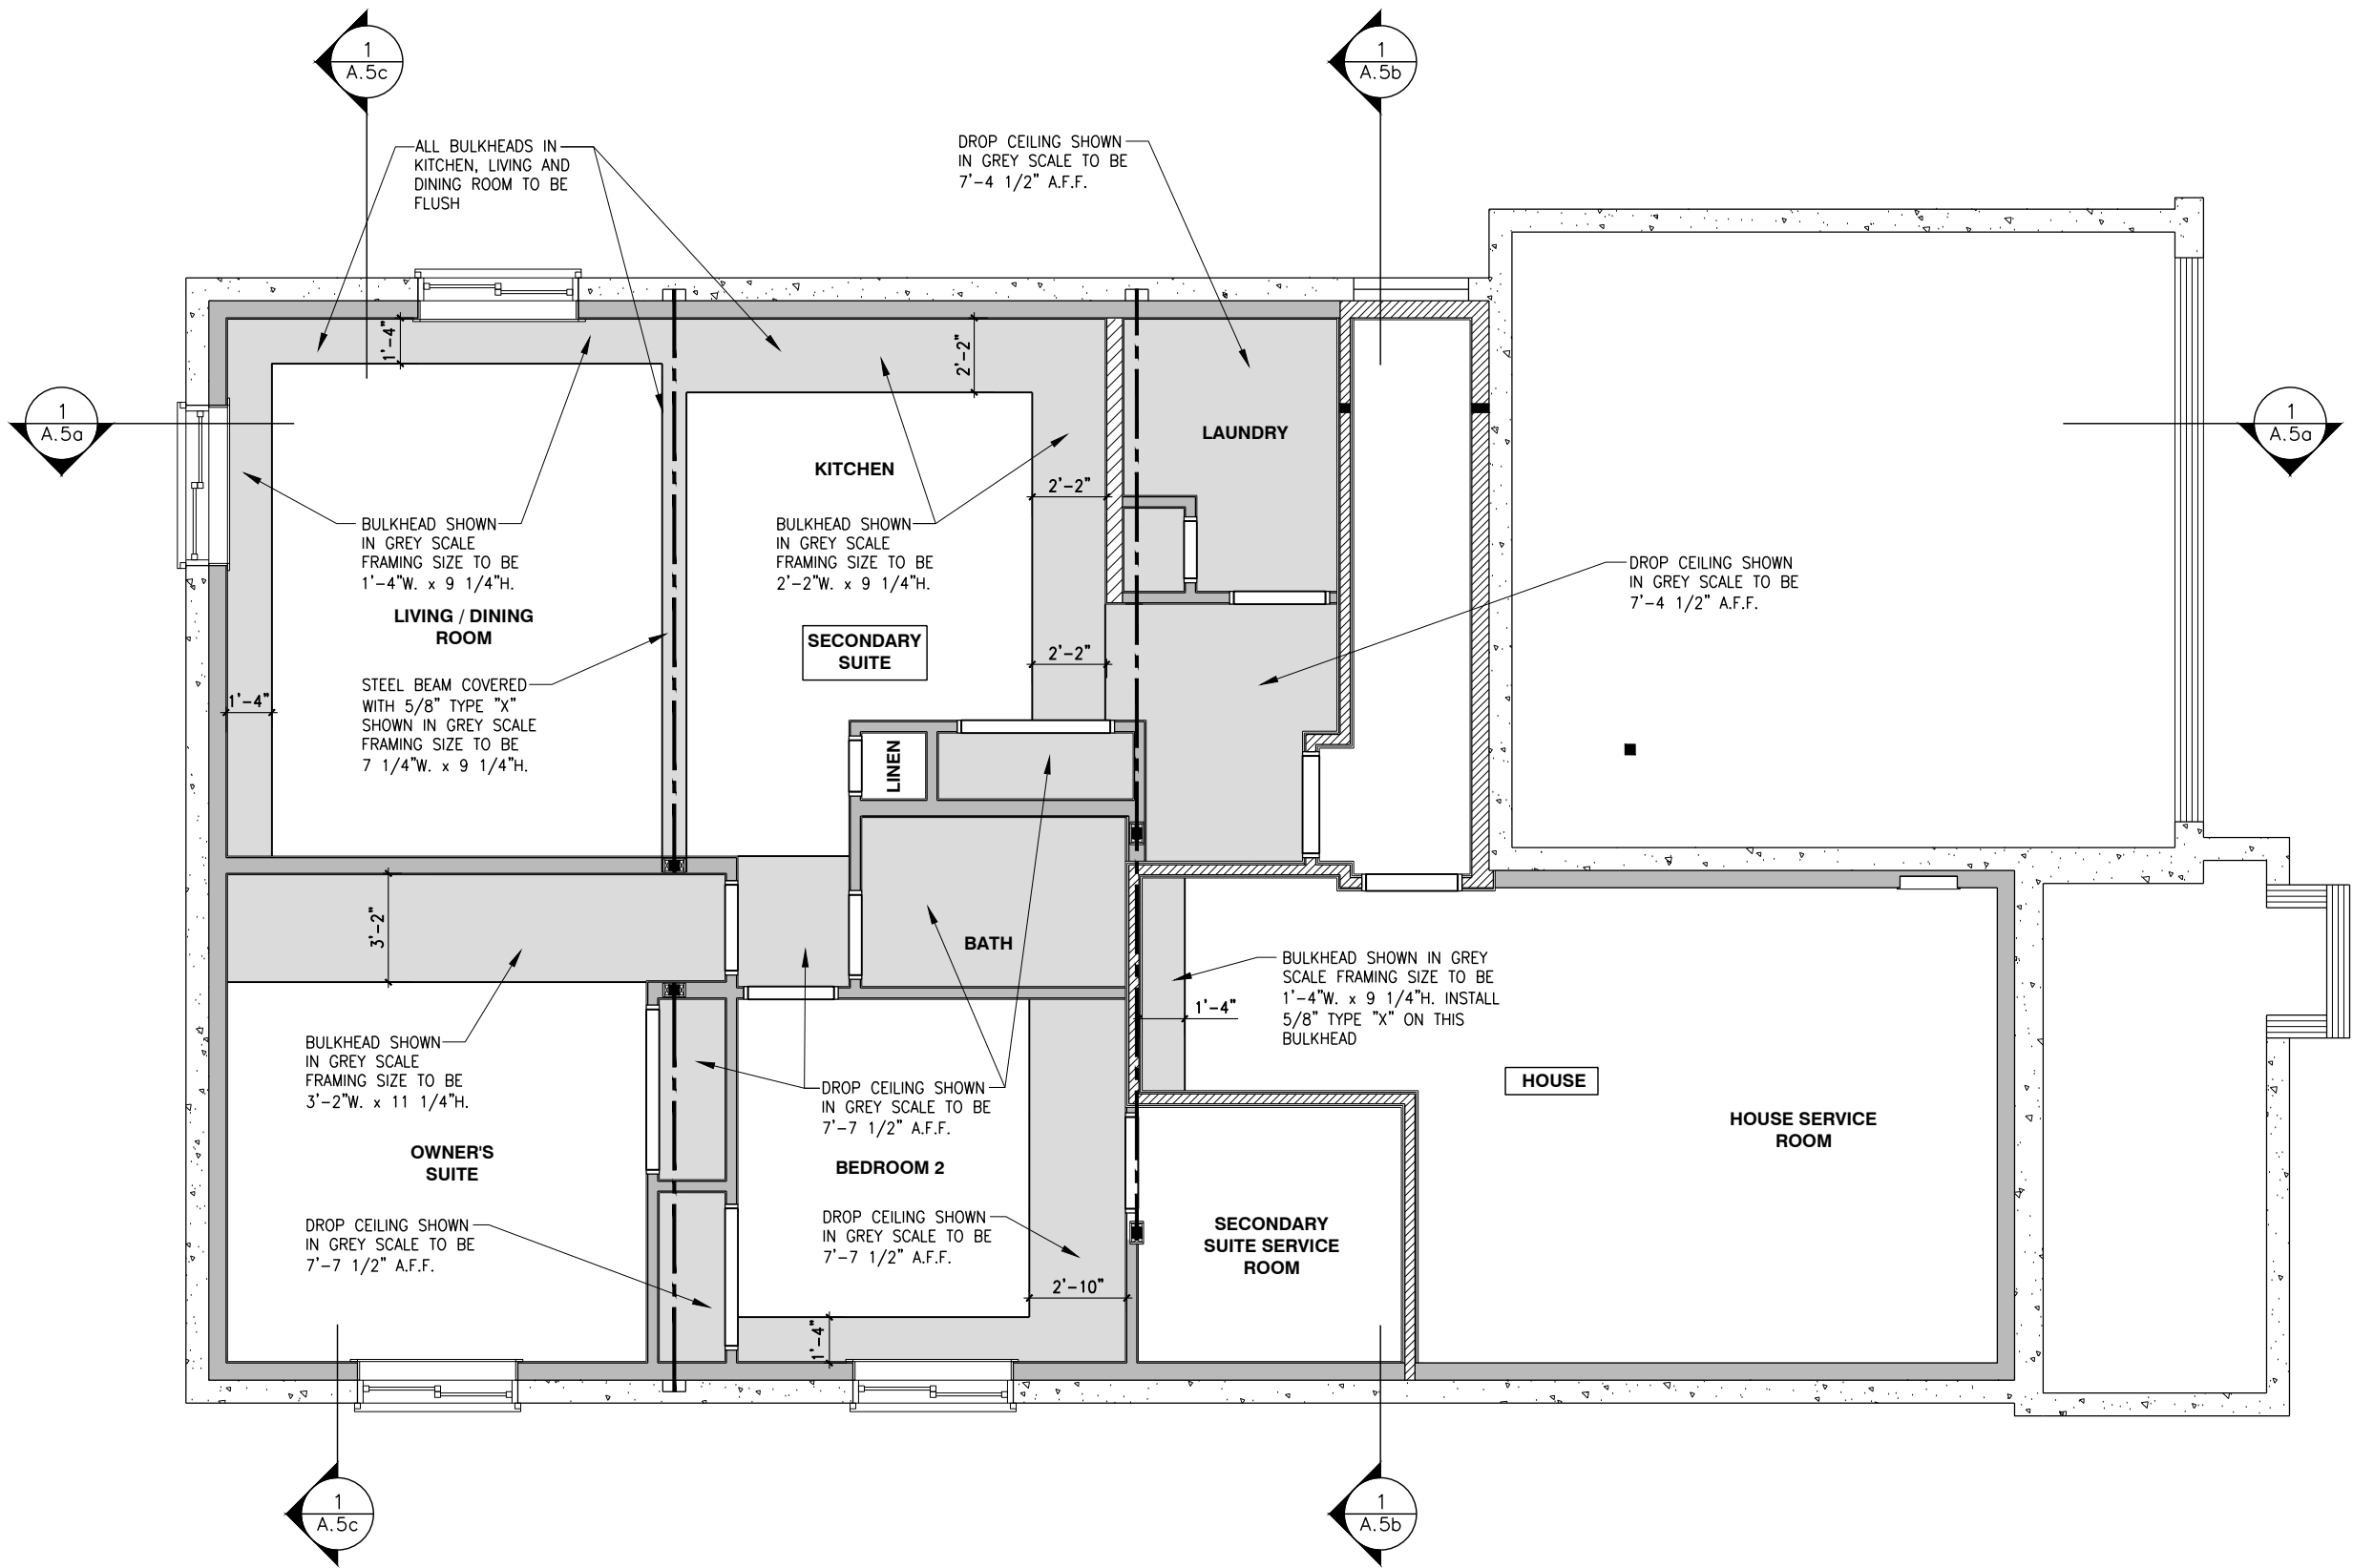 1
A.5c
1
A.5b
ALL BULKHEADS IN
KITCHEN, LIVING AND
DINING ROOM TO BE
FLUSH
DROP CEILING SHOWN
IN GREY SCALE TO BE
7'-4 1/2" A.F.F.
1'-4"
2'-2"
1
A.5a
1
A.5a
LAUNDRY
KITCHEN
2'-2"
BULKHEAD SHOWN
IN GREY SCALE
FRAMING SIZE TO BE
1'-4"W. x 9 1/4"H.
BULKHEAD SHOWN
IN GREY SCALE
FRAMING SIZE TO BE
2'-2"W. x 9 1/4"H.
DROP CEILING SHOWN
IN GREY SCALE TO BE
7'-4 1/2" A.F.F.
LIVING / DINING
ROOM
SECONDARY
SUITE
2'-2"
STEEL BEAM COVERED
WITH 5/8" TYPE "X"
SHOWN IN GREY SCALE
FRAMING SIZE TO BE
7 1/4"W. x 9 1/4"H.
1'-4"
LINEN
3'-2"
BATH
BULKHEAD SHOWN IN GREY
SCALE FRAMING SIZE TO BE
1'-4"W. x 9 1/4"H. INSTALL
5/8" TYPE "X" ON THIS
BULKHEAD
1'-4"
BULKHEAD SHOWN
IN GREY SCALE
FRAMING SIZE TO BE
3'-2"W. x 11 1/4"H.
DROP CEILING SHOWN
IN GREY SCALE TO BE
7'-7 1/2" A.F.F.
HOUSE
HOUSE SERVICE
ROOM
OWNER'S
SUITE
BEDROOM 2
DROP CEILING SHOWN
IN GREY SCALE TO BE
7'-7 1/2" A.F.F.
DROP CEILING SHOWN
IN GREY SCALE TO BE
7'-7 1/2" A.F.F.
SECONDARY
SUITE SERVICE
ROOM
2'-10"
1'-4"
1
A.5c
1
A.5b